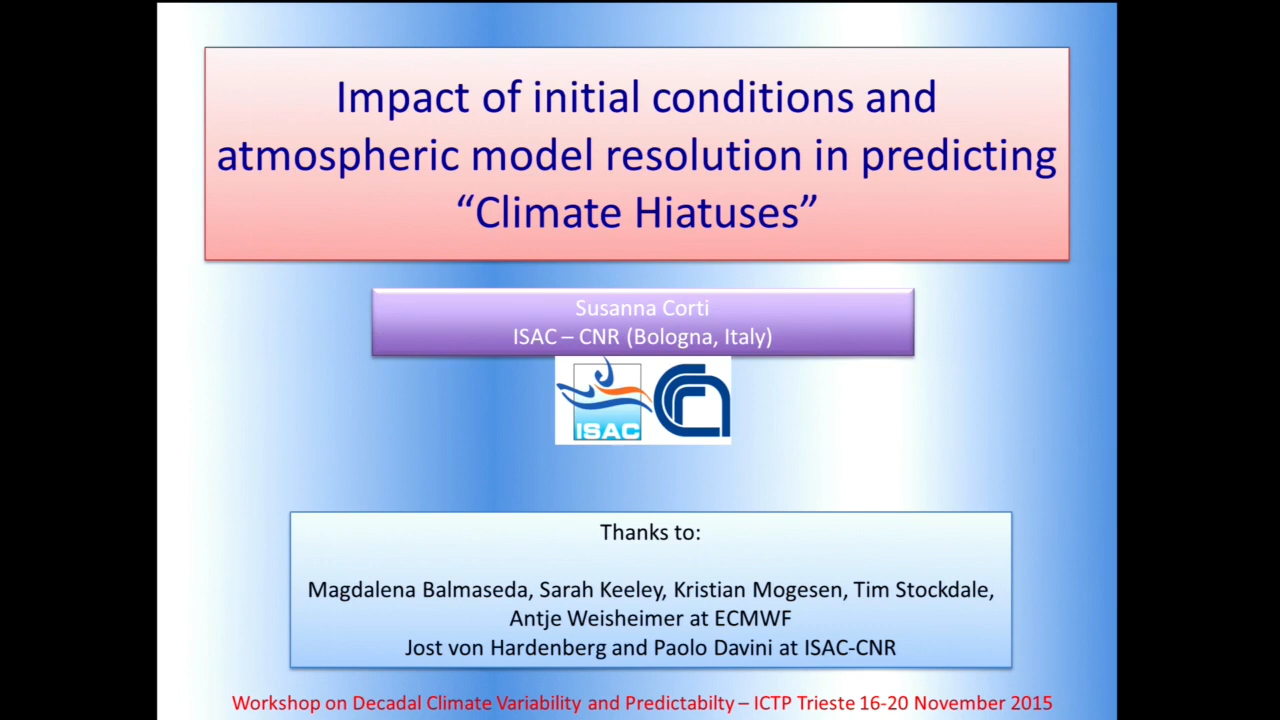 Impact of initial conditions and
atmospheric model resolution in predicting
“Climate Hiatuses”
Susanna Corti
ISAC – CNR (Bologna, Italy)
ISAC
Thanks to:
Magdalena Balmaseda, Sarah Keeley, Kristian Mogesen, Tim Stockdale,
Antje Weisheimer at ECMWF
Jost von Hardenberg and Paolo Davini at ISAC-CNR
Workshop on Decadal Climate Variability and Predictabilty – ICTP Trieste 16-20 November 2015